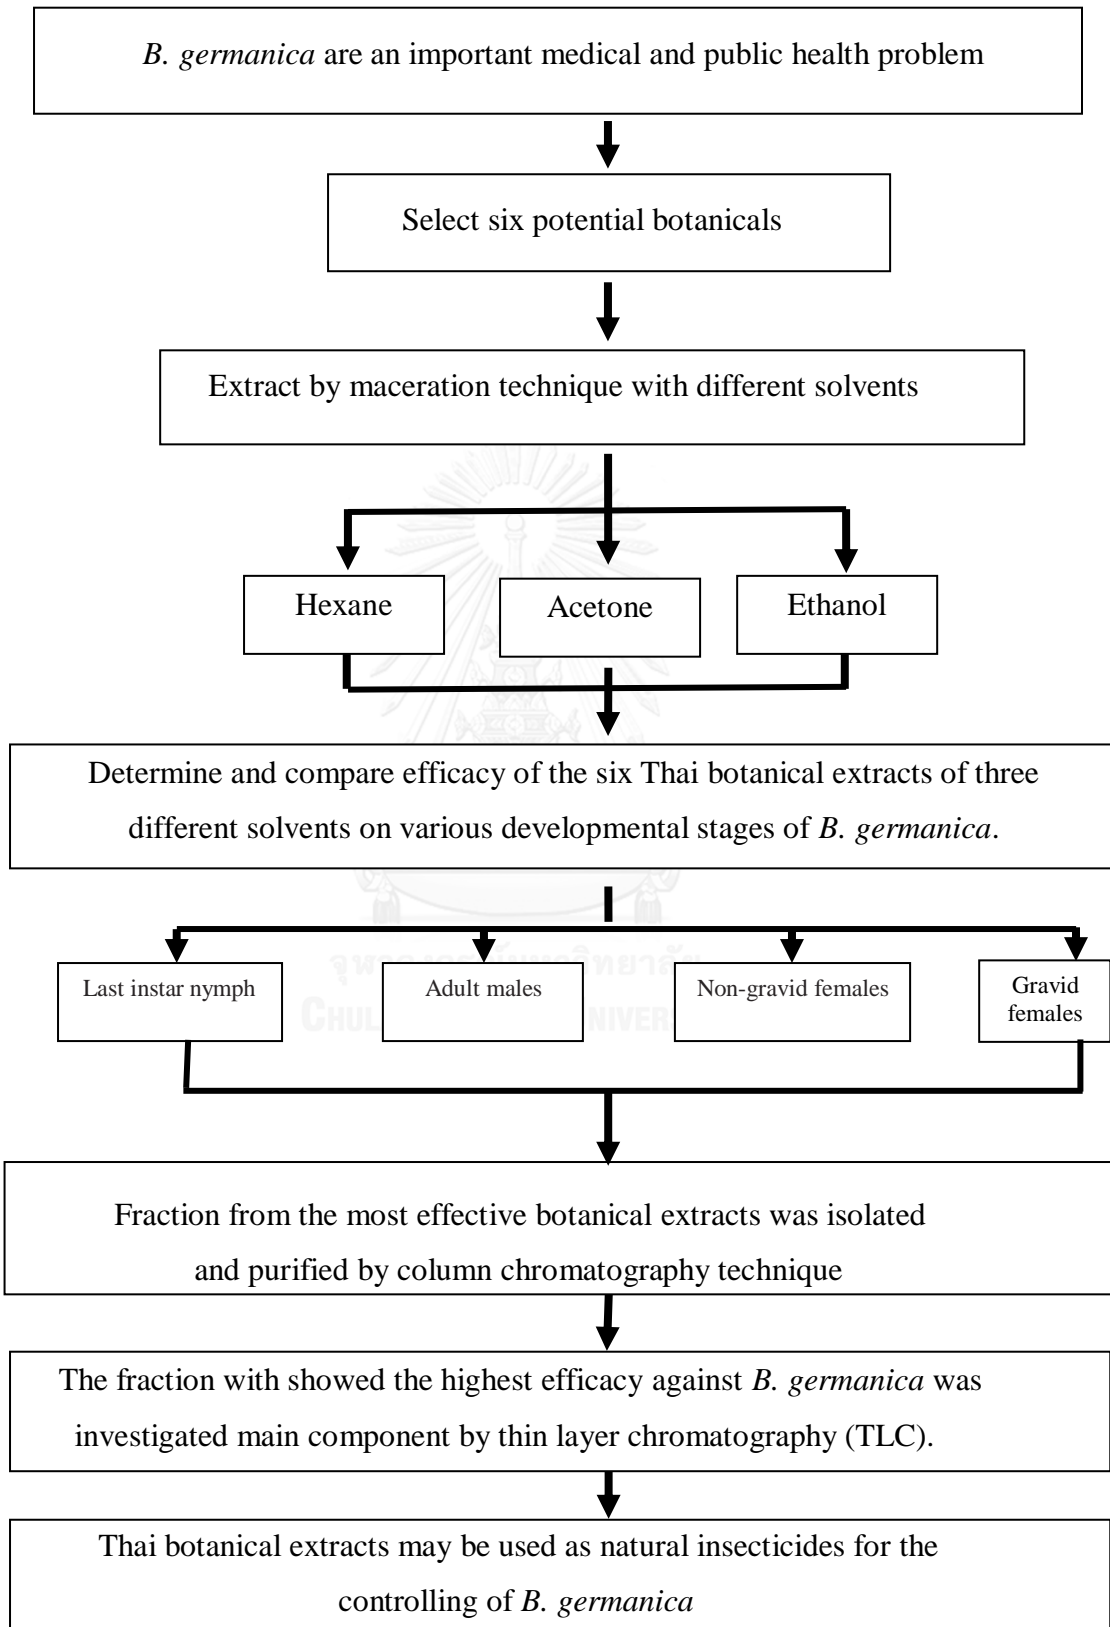 B. germanica are an important medical and public health problem
Select six potential botanicals
Extract by maceration technique with different solvents
Hexane
Acetone
Ethanol
Determine and compare efficacy of the six Thai botanical extracts of three
different solvents on various developmental stages of B. germanica.
Last instar nymph
Adult males
Non-gravid females
Gravid
females
Fraction from the most effective botanical extracts was isolated
and purified by column chromatography technique
The fraction with showed the highest efficacy against B. germanica was
investigated main component by thin layer chromatography (TLC).
Thai botanical extracts may be used as natural insecticides for the
controlling of B. germanica